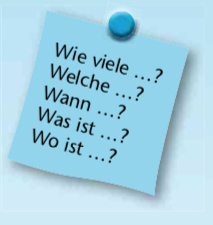 Wie viele ...?
Welche ...?
Wann ...?
Was ist ...?
Wo ist ...?